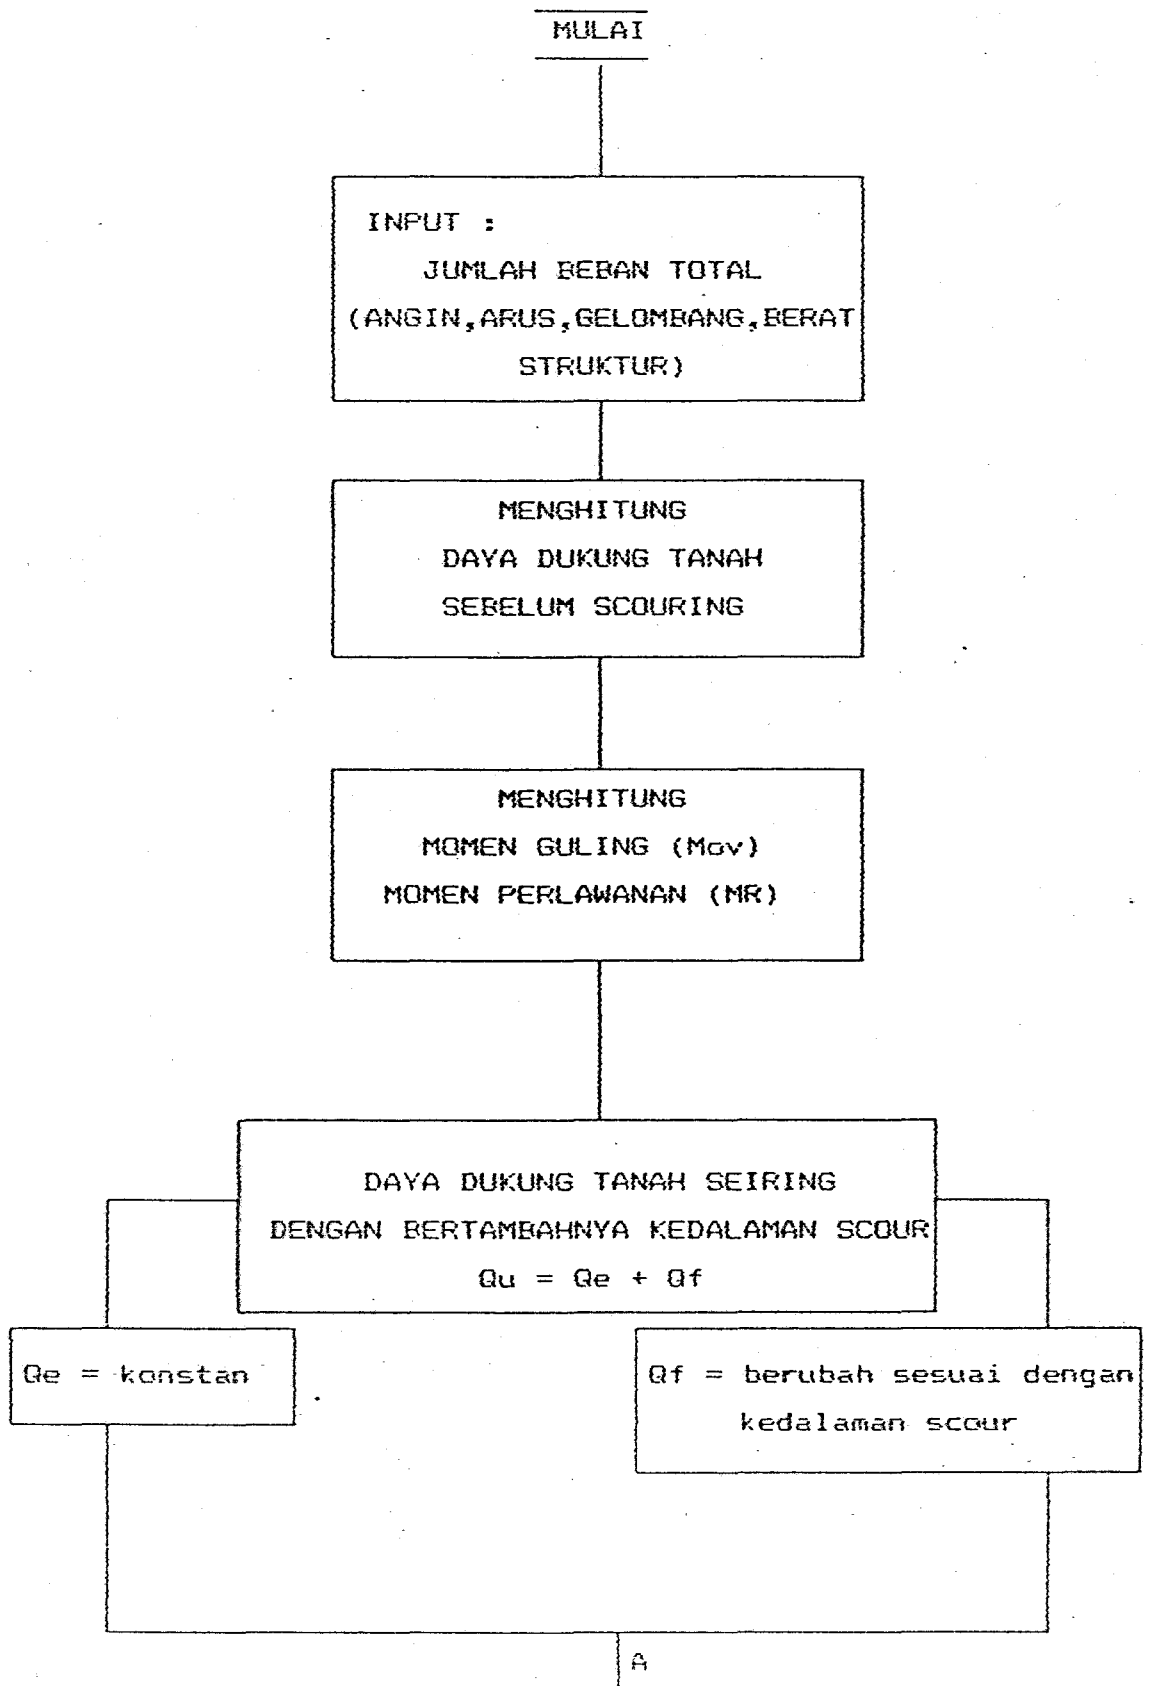 MULAI
INPUT :
JUMLAH BEBAN TOTAL
(ANGIN,ARUS,GELOMBANG,BERAT
STRUKTUR)
MENGHITUNG
DAYA DUKUNG TANAH
SEBELUM SCOURING
MENGHITUNG
MOMEN GULING (Mov)
MOMEN PERLAWANAN (MR)
DAYA DUKUNG TANAH SEIRING
DENGAN BERTAMBAHNYA KEDALAMAN SCOUR
Qu = Qe + Qf
Qe = konstan
Qf = berubah sesuai dengan
kedalaman scour
A